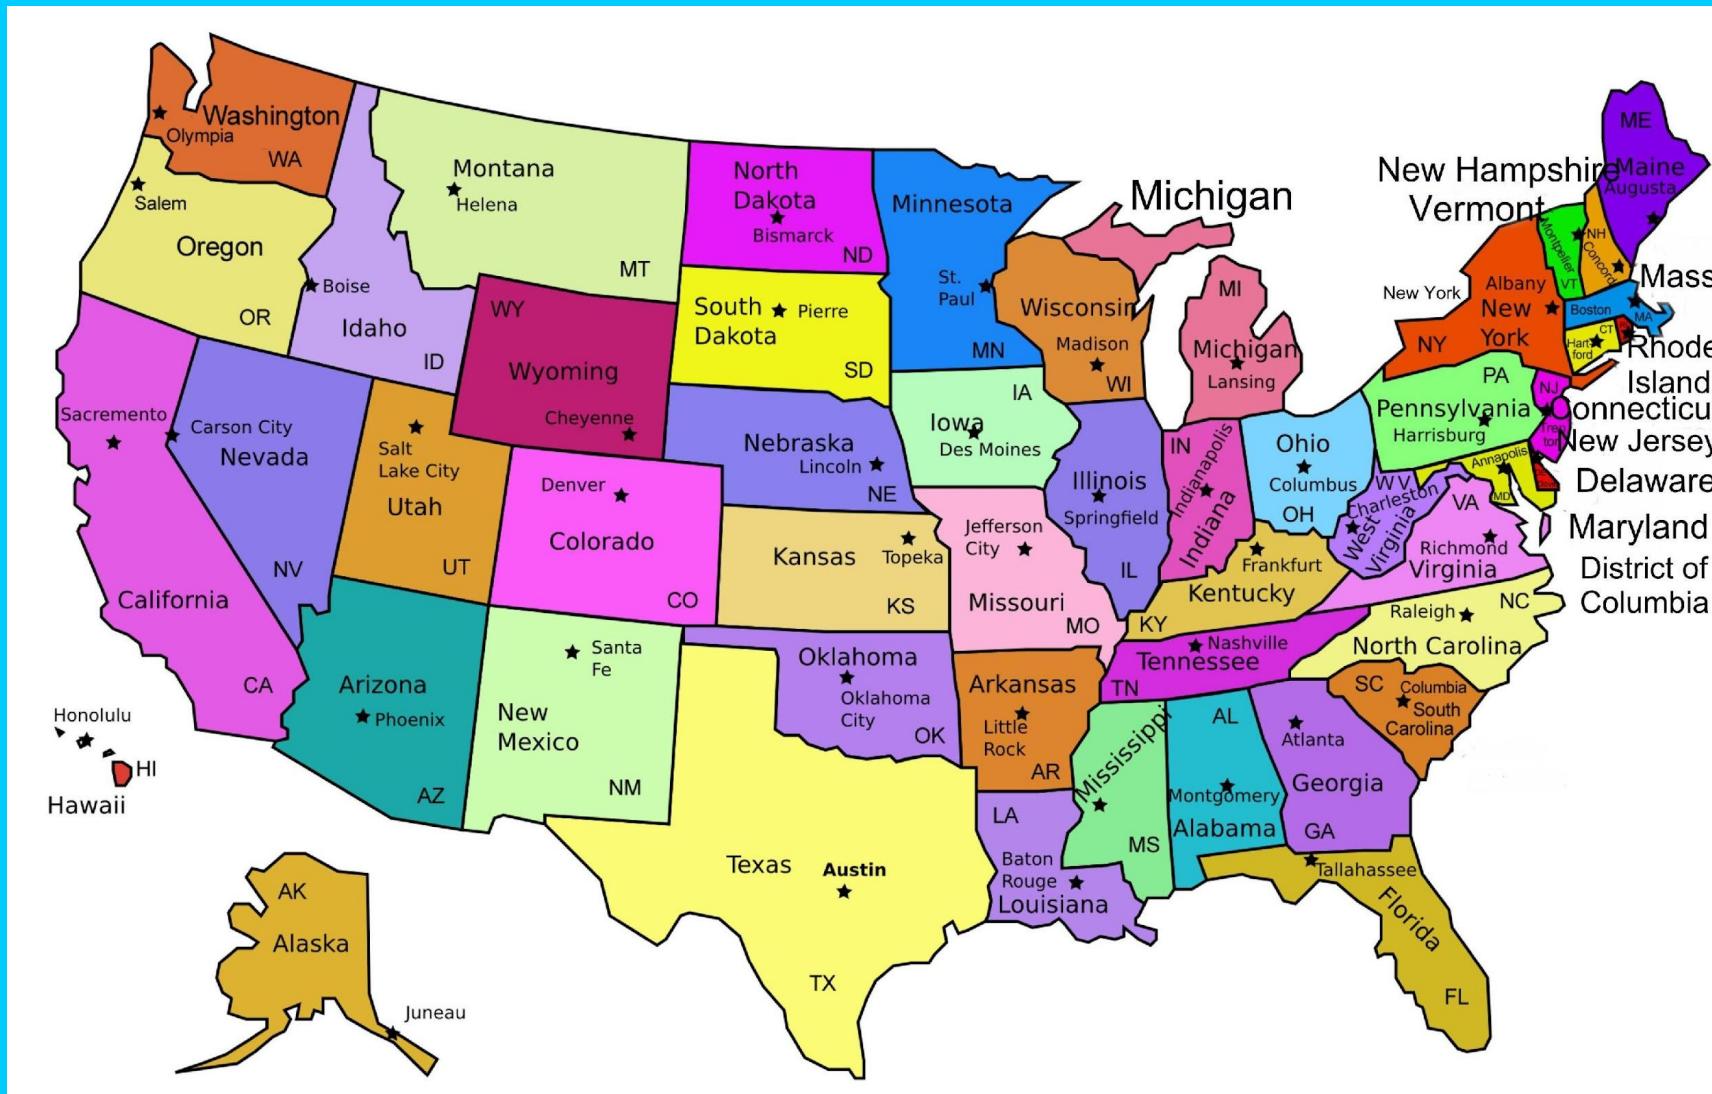 Washington
Olympia
WA
Salem
Oregon
OR
Boise
Idaho
ID
Montana
Helena
MT
WY
Wyoming
Cheyenne
North
Dakota
Bismarck
ND
South
Dakota
Pierre
SD
Minnesota
St.
Paul
MN
Wisconsin
Madison
WI
Michigan
MI
Michigan
Lansing
Sacremento
California
CA
Carson City
Nevada
NV
Salt
Lake City
Utah
UT
Denver
Colorado
CO
Nebraska
Lincoln
NE
IA
Iowa
Des Moines
Illinois
Springfield
IL
IN
Indianapolis
Indiana
Ohio
Columbus
OH
Kansas
Topeka
KS
Jefferson
City
Missouri
MO
Frankfurt
Kentucky
KY
Nashville
Tennessee
TN
Arizona
Phoenix
AZ
Santa
Fe
New
Mexico
NM
Oklahoma
Oklahoma
City
OK
Texas
Austin
TX
Arkansas
Little
Rock
AR
LA
Baton
Rouge
Louisiana
Mississippi
MS
AL
Montgomery
Alabama
Atlanta
Georgia
GA
Tallahassee
Florida
FL
SC
Columbia
South
Carolina
Raleigh
NC
North Carolina
VA
Richmond
Virginia
W V
Charleston
West
Virginia
PA
Pennsylvania
Harrisburg
New York
Albany
New
York
NY
ME
Maine
Augusta
New Hampshire
Vermont
Montpelier
VT
NH
Concord
Mass
Boston
MA
CT
Hart-
ford
Rhode
Island
Connecticu
NJ
Tren
ton
New Jersey
Delaware
Annapolis
MD
Maryland
District of
Columbia
Honolulu
HI
Hawaii
AK
Alaska
Juneau